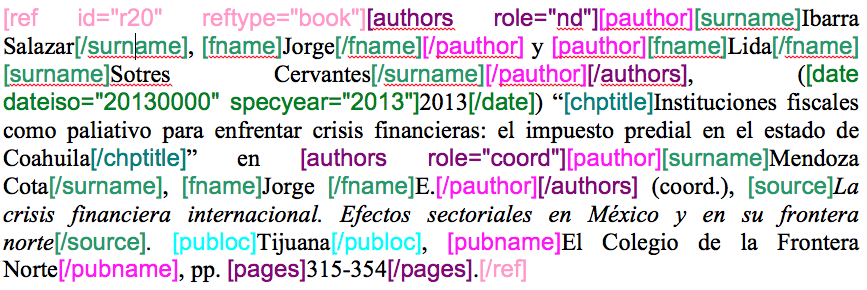 [ref id="r20" reftype="book"][authors role="nd"][pauthor][surname]Ibarra
Salazar[/surname], [fname]Jorge[/fname][/pauthor] y [pauthor][fname]Lida[/fname]
[surname]Sotres Cervantes[/surname][/pauthor][/authors], ([date
dateiso="20130000" specyear="2013"]2013[/date]) “[chptitle]Instituciones fiscales
como paliativo para enfrentar crisis financieras: el impuesto predial en el estado de
Coahuila[/chptitle]” en [authors role="coord"][pauthor][surname]Mendoza
Cota[/surname], [fname]Jorge [/fname]E.[/pauthor][/authors] (coord.), [source]La
crisis financiera internacional. Efectos sectoriales en México y en su frontera
norte[/source]. [publoc]Tijuana[/publoc], [pubname]El Colegio de la Frontera
Norte[/pubname], pp. [pages]315-354[/pages].[/ref]